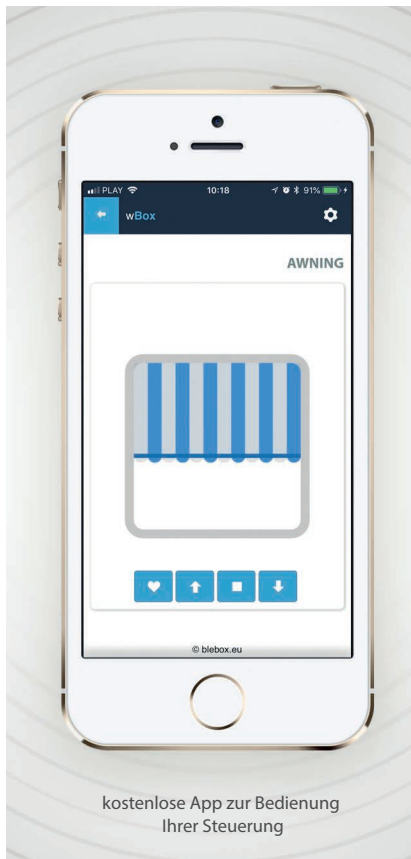 PLAY 10:18 91%
wBox
AWNING
© blebox.eu
kostenlose App zur Bedienung
Ihrer Steuerung